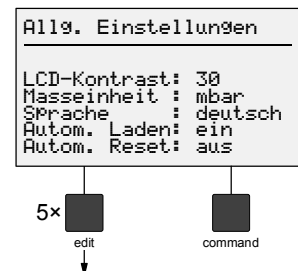 Allg. Einstellungen
LCD-Kontrast: 30
Masseinheit : mbar
Sprache : deutsch
Autom. Laden: ein
Autom. Reset: aus
5×
edit command